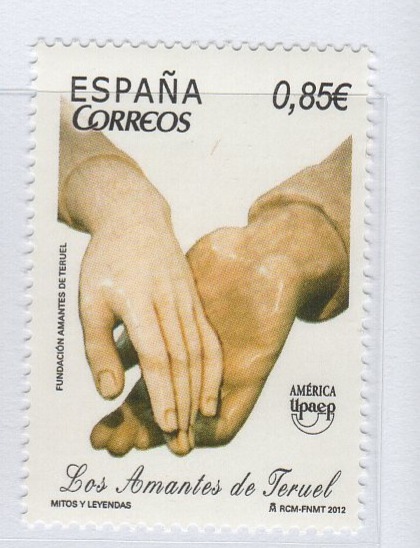 ESPAÑA 0,85€
CORREOS
FUNDACIÓN AMANTES DE TERUEL
AMÉRICA
Upaep
Los Amantes de Teruel
MITOS Y LEYENDAS
RCM-FNMT 2012